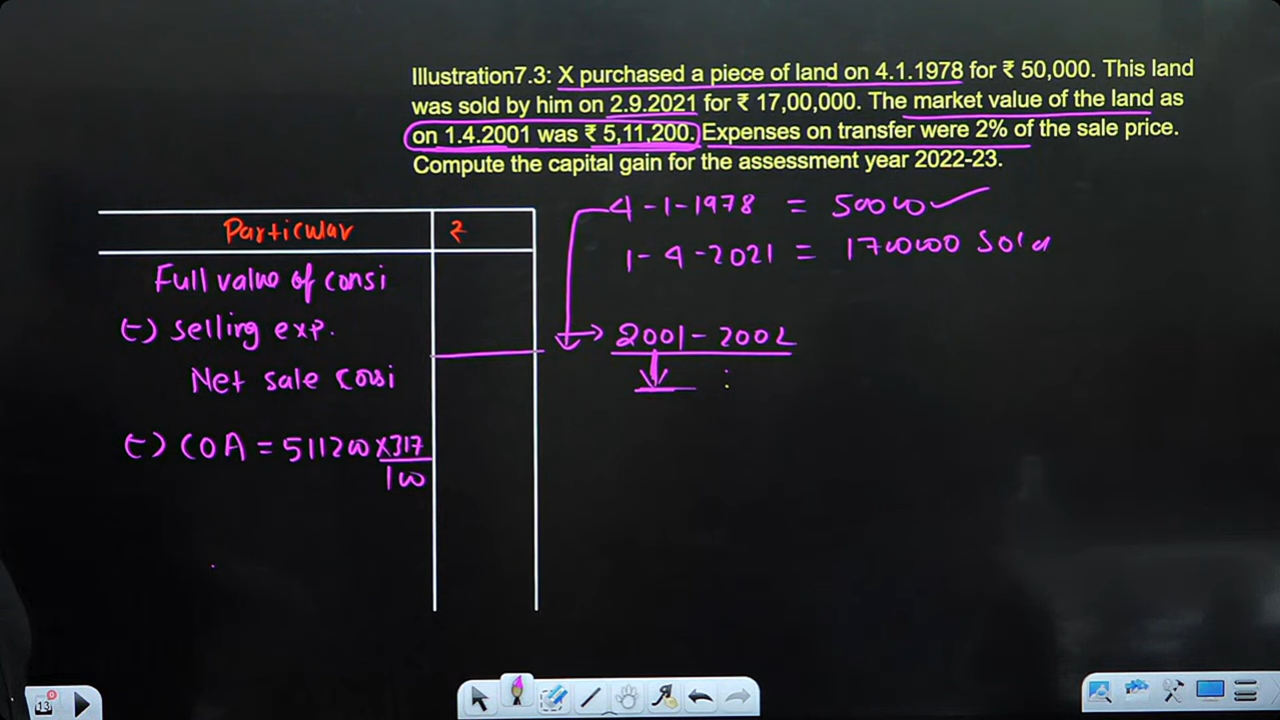 Illustration7.3: X purchased a piece of land on 4.1.1978 for ₹ 50,000. This land
was sold by him on 2.9.2021 for ₹ 17,00,000. The market value of the land as
on 1.4.2001 was ₹ 5,11,200. Expenses on transfer were 2% of the sale price.
Compute the capital gain for the assessment year 2022-23.
4-1-1978 = 50000
1-4-2021 = 1700000 Sold
Particular ₹
Full value of consi
(-) Selling exp.
2001-2002
Net sale consi
(-) COA = 511200 × 317
100
0
13